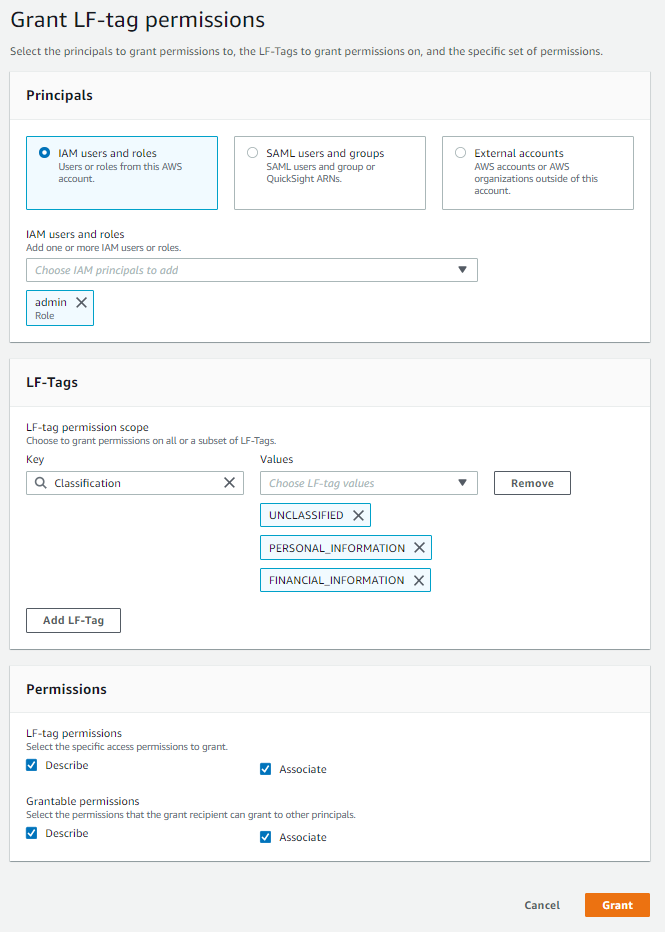 Grant LF-tag permissions
Select the principals to grant permissions to, the LF-Tags to grant permissions on, and the specific set of permissions.
Principals
IAM users and roles
Users or roles from this AWS
account.
SAML users and groups
SAML users and group or
QuickSight ARNs.
External accounts
AWS accounts or AWS
organizations outside of this
account.
IAM users and roles
Add one or more IAM users or roles.
Choose IAM principals to add
admin
Role
LF-Tags
LF-tag permission scope
Choose to grant permissions on all or a subset of LF-Tags.
Key
Values
Classification
Choose LF-tag values
Remove
UNCLASSIFIED
PERSONAL_INFORMATION
FINANCIAL_INFORMATION
Add LF-Tag
Permissions
LF-tag permissions
Select the specific access permissions to grant.
Describe
Associate
Grantable permissions
Select the permissions that the grant recipient can grant to other principals.
Describe
Associate
Cancel
Grant